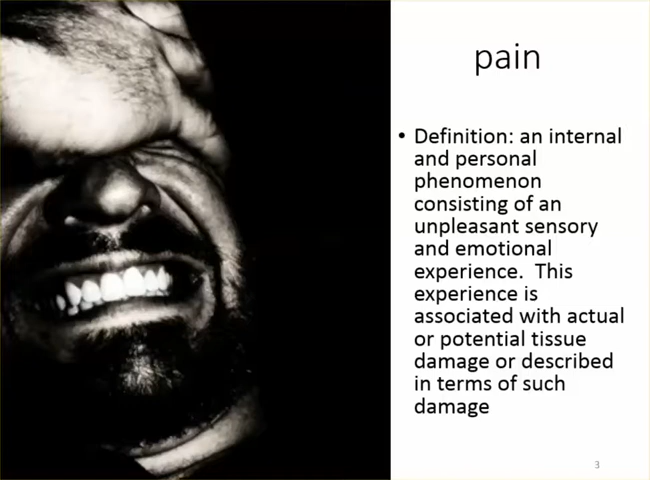 pain
• Definition: an internal
and personal
phenomenon
consisting of an
unpleasant sensory
and emotional
experience.  This
experience is
associated with actual
or potential tissue
damage or described
in terms of such
damage
3